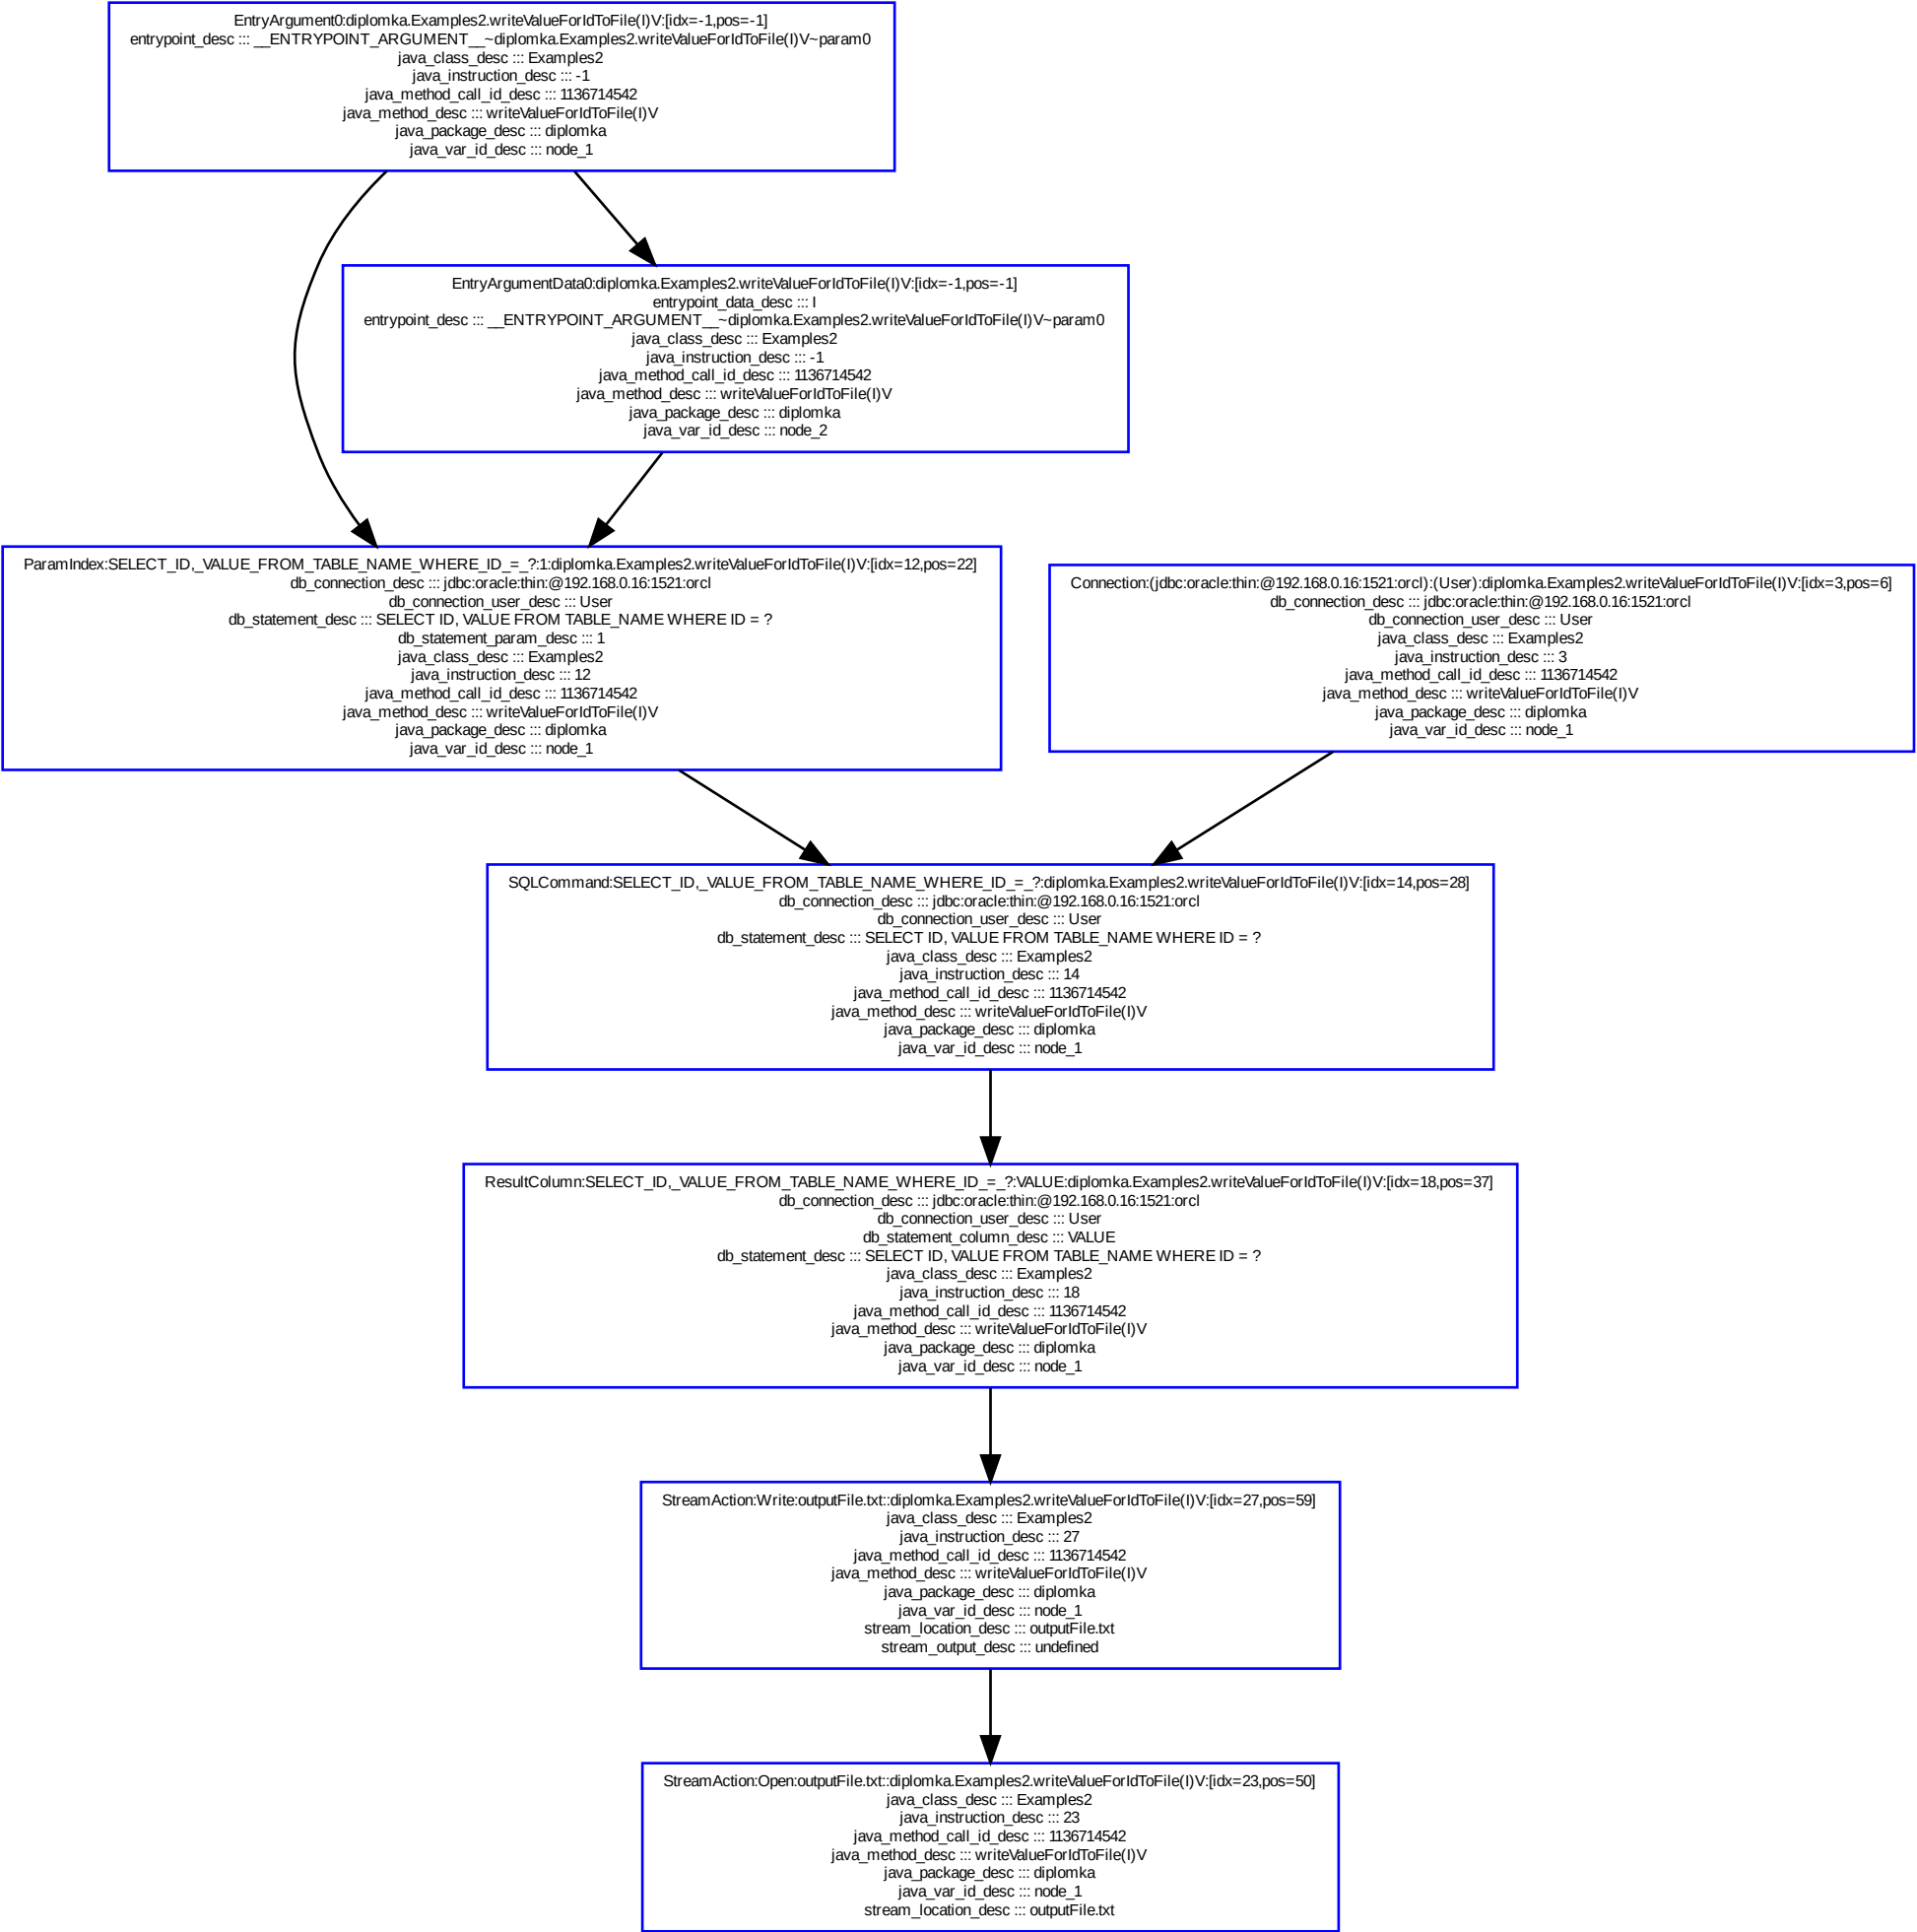 EntryArgument0:diplomka.Examples2.writeValueForIdToFile(I)V:[idx=-1,pos=-1]
entrypoint_desc ::: __ENTRYPOINT_ARGUMENT__~diplomka.Examples2.writeValueForIdToFile(I)V~param0
java_class_desc ::: Examples2
java_instruction_desc ::: -1
java_method_call_id_desc ::: 1136714542
java_method_desc ::: writeValueForIdToFile(I)V
java_package_desc ::: diplomka
java_var_id_desc ::: node_1
EntryArgumentData0:diplomka.Examples2.writeValueForIdToFile(I)V:[idx=-1,pos=-1]
entrypoint_data_desc ::: I
entrypoint_desc ::: __ENTRYPOINT_ARGUMENT__~diplomka.Examples2.writeValueForIdToFile(I)V~param0
java_class_desc ::: Examples2
java_instruction_desc ::: -1
java_method_call_id_desc ::: 1136714542
java_method_desc ::: writeValueForIdToFile(I)V
java_package_desc ::: diplomka
java_var_id_desc ::: node_2
ParamIndex:SELECT_ID,_VALUE_FROM_TABLE_NAME_WHERE_ID_=_?:1:diplomka.Examples2.writeValueForIdToFile(I)V:[idx=12,pos=22]
db_connection_desc ::: jdbc:oracle:thin:@192.168.0.16:1521:orcl
db_connection_user_desc ::: User
db_statement_desc ::: SELECT ID, VALUE FROM TABLE_NAME WHERE ID = ?
db_statement_param_desc ::: 1
java_class_desc ::: Examples2
java_instruction_desc ::: 12
java_method_call_id_desc ::: 1136714542
java_method_desc ::: writeValueForIdToFile(I)V
java_package_desc ::: diplomka
java_var_id_desc ::: node_1
Connection:(jdbc:oracle:thin:@192.168.0.16:1521:orcl):(User):diplomka.Examples2.writeValueForIdToFile(I)V:[idx=3,pos=6]
db_connection_desc ::: jdbc:oracle:thin:@192.168.0.16:1521:orcl
db_connection_user_desc ::: User
java_class_desc ::: Examples2
java_instruction_desc ::: 3
java_method_call_id_desc ::: 1136714542
java_method_desc ::: writeValueForIdToFile(I)V
java_package_desc ::: diplomka
java_var_id_desc ::: node_1
SQLCommand:SELECT_ID,_VALUE_FROM_TABLE_NAME_WHERE_ID_=_?:diplomka.Examples2.writeValueForIdToFile(I)V:[idx=14,pos=28]
db_connection_desc ::: jdbc:oracle:thin:@192.168.0.16:1521:orcl
db_connection_user_desc ::: User
db_statement_desc ::: SELECT ID, VALUE FROM TABLE_NAME WHERE ID = ?
java_class_desc ::: Examples2
java_instruction_desc ::: 14
java_method_call_id_desc ::: 1136714542
java_method_desc ::: writeValueForIdToFile(I)V
java_package_desc ::: diplomka
java_var_id_desc ::: node_1
ResultColumn:SELECT_ID,_VALUE_FROM_TABLE_NAME_WHERE_ID_=_?:VALUE:diplomka.Examples2.writeValueForIdToFile(I)V:[idx=18,pos=37]
db_connection_desc ::: jdbc:oracle:thin:@192.168.0.16:1521:orcl
db_connection_user_desc ::: User
db_statement_column_desc ::: VALUE
db_statement_desc ::: SELECT ID, VALUE FROM TABLE_NAME WHERE ID = ?
java_class_desc ::: Examples2
java_instruction_desc ::: 18
java_method_call_id_desc ::: 1136714542
java_method_desc ::: writeValueForIdToFile(I)V
java_package_desc ::: diplomka
java_var_id_desc ::: node_1
StreamAction:Write:outputFile.txt::diplomka.Examples2.writeValueForIdToFile(I)V:[idx=27,pos=59]
java_class_desc ::: Examples2
java_instruction_desc ::: 27
java_method_call_id_desc ::: 1136714542
java_method_desc ::: writeValueForIdToFile(I)V
java_package_desc ::: diplomka
java_var_id_desc ::: node_1
stream_location_desc ::: outputFile.txt
stream_output_desc ::: undefined
StreamAction:Open:outputFile.txt::diplomka.Examples2.writeValueForIdToFile(I)V:[idx=23,pos=50]
java_class_desc ::: Examples2
java_instruction_desc ::: 23
java_method_call_id_desc ::: 1136714542
java_method_desc ::: writeValueForIdToFile(I)V
java_package_desc ::: diplomka
java_var_id_desc ::: node_1
stream_location_desc ::: outputFile.txt